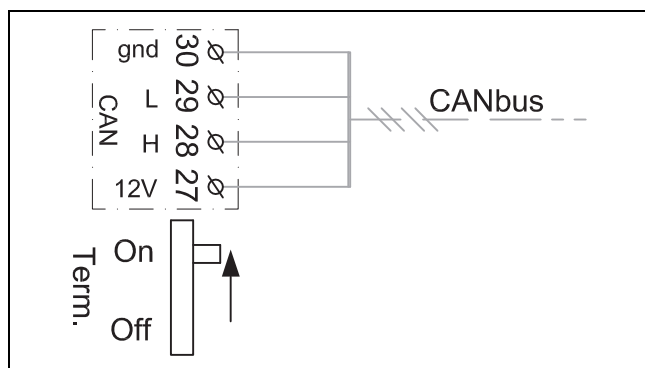 gnd 30
L 29
CAN
H 28
12V 27
CANbus
Term.
On
Off